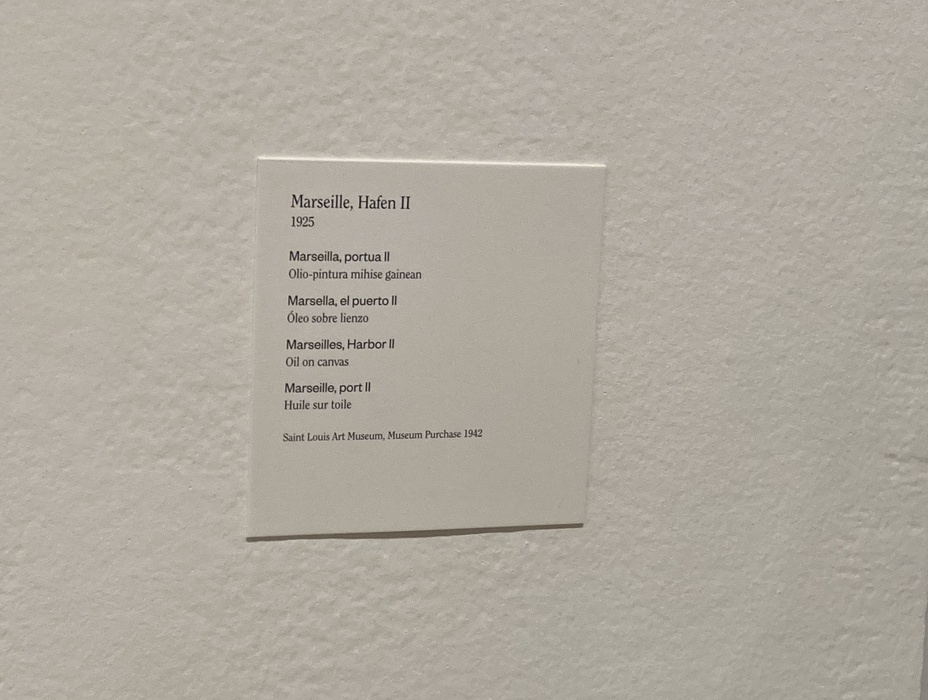 Marseille, Hafen II
1925
Marseilla, portua II
Olio-pintura mihise gainean
Marsella, el puerto II
Óleo sobre lienzo
Marseilles, Harbor II
Oil on canvas
Marseille, port II
Huile sur toile
Saint Louis Art Museum, Museum Purchase 1942